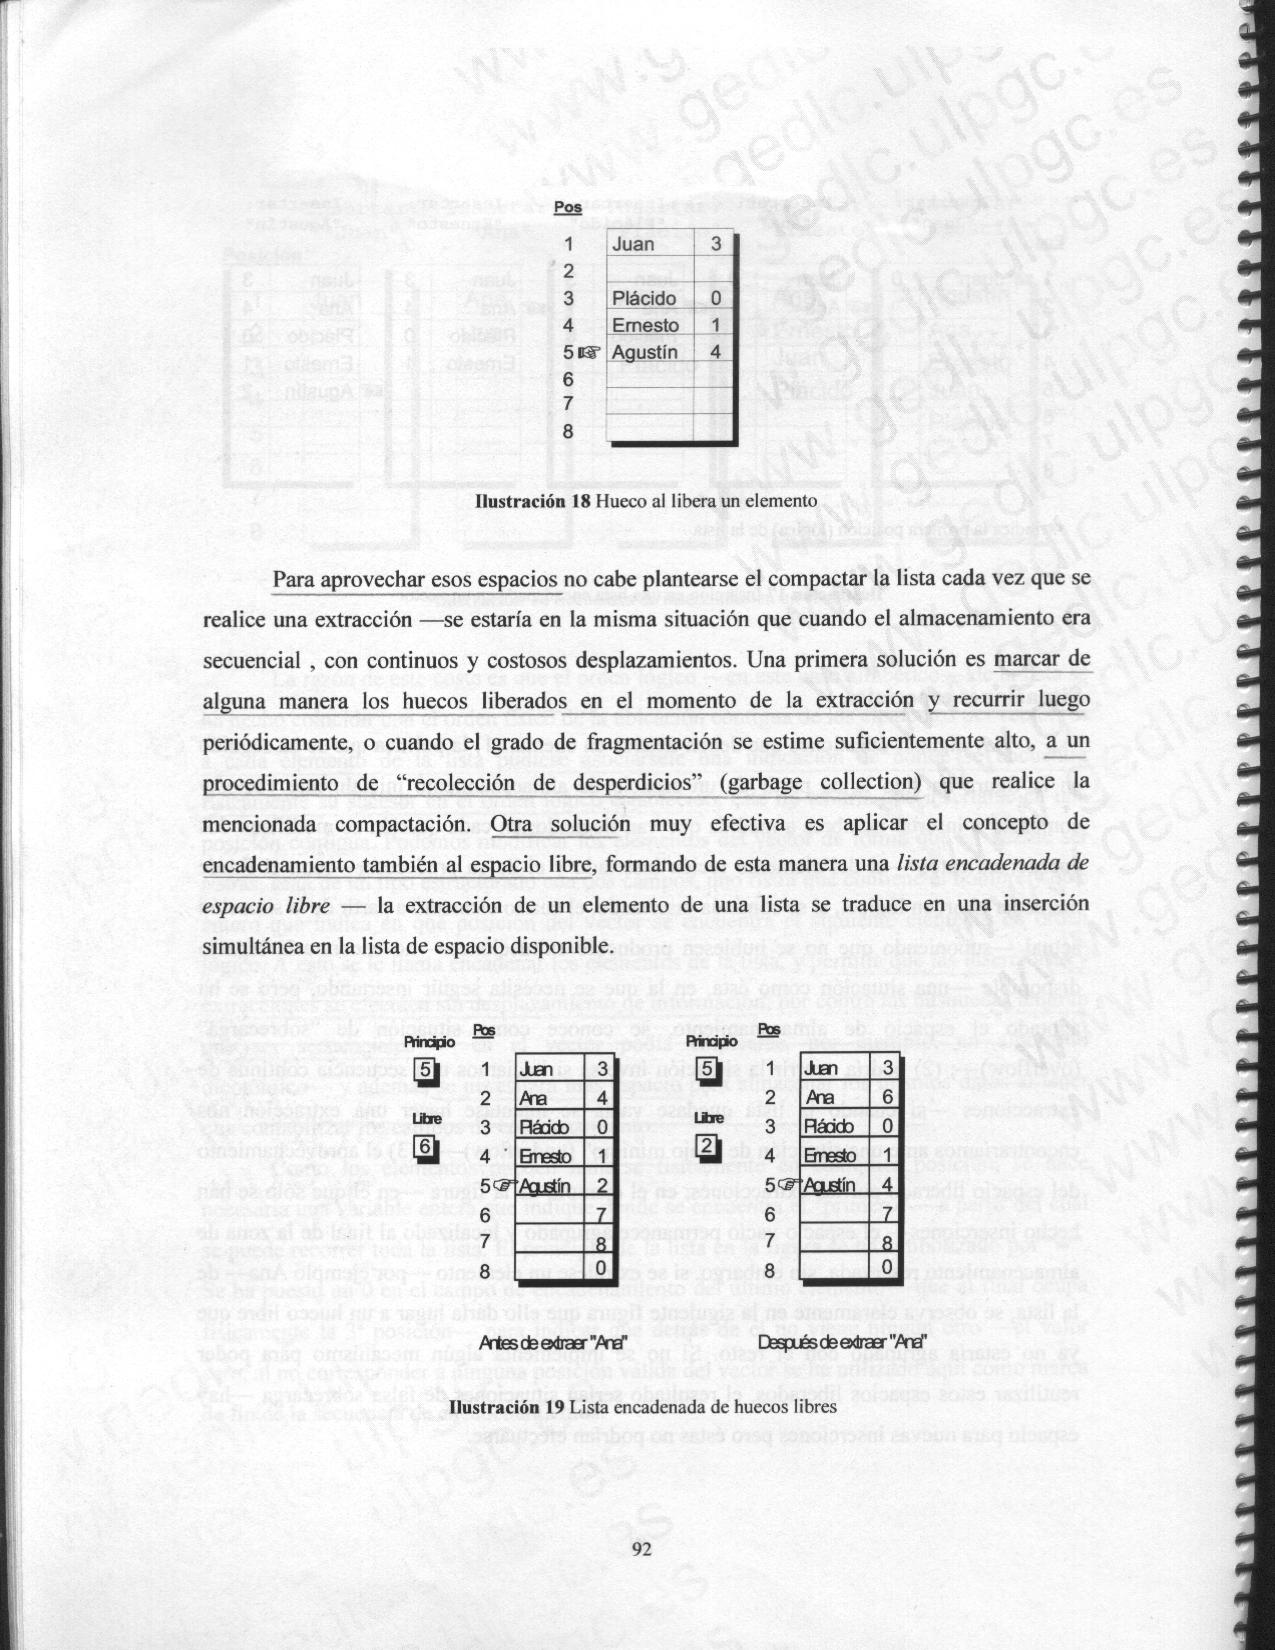 Pos
1 Juan 3
2
3 Plácido 0
4 Ernesto 1
5 ☞ Agustín 4
6
7
8
Ilustración 18 Hueco al libera un elemento
Para aprovechar esos espacios no cabe plantearse el compactar la lista cada vez que se
realice una extracción —se estaría en la misma situación que cuando el almacenamiento era
secuencial , con continuos y costosos desplazamientos. Una primera solución es marcar de
alguna manera los huecos liberados en el momento de la extracción y recurrir luego
periódicamente, o cuando el grado de fragmentación se estime suficientemente alto, a un
procedimiento de “recolección de desperdicios” (garbage collection) que realice la
mencionada compactación. Otra solución muy efectiva es aplicar el concepto de
encadenamiento también al espacio libre, formando de esta manera una lista encadenada de
espacio libre — la extracción de un elemento de una lista se traduce en una inserción
simultánea en la lista de espacio disponible.
Principio
5
Libre
6
Pos
1 Juan 3
2 Ana 4
3 Plácido 0
4 Ernesto 1
5 ☞ Agustín 2
6 7
7 8
8 0
Antes de extraer "Ana"
Principio
5
Libre
2
Pos
1 Juan 3
2 Ana 6
3 Plácido 0
4 Ernesto 1
5 ☞ Agustín 4
6 7
7 8
8 0
Después de extraer "Ana"
Ilustración 19 Lista encadenada de huecos libres
92
www.gedlc.ulpgc.es